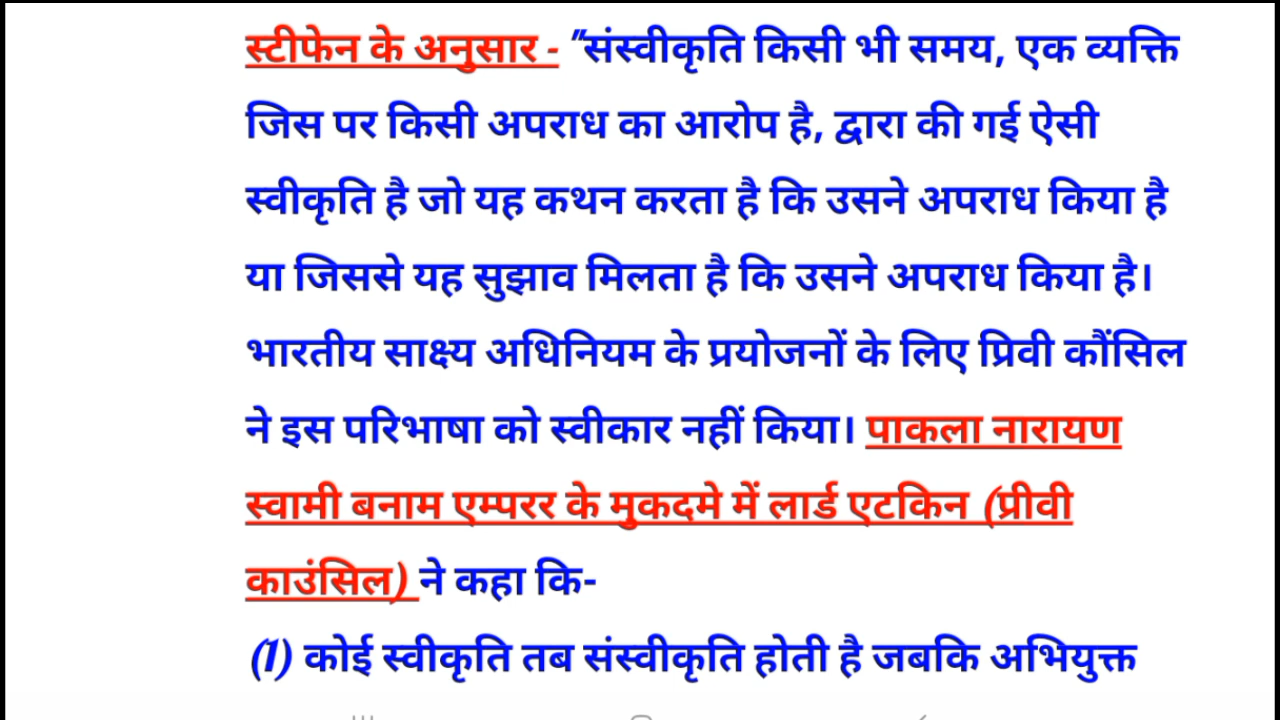 स्टीफेन के अनुसार - "संस्वीकृति किसी भी समय, एक व्यक्ति
जिस पर किसी अपराध का आरोप है, द्वारा की गई ऐसी
स्वीकृति है जो यह कथन करता है कि उसने अपराध किया है
या जिससे यह सुझाव मिलता है कि उसने अपराध किया है।
भारतीय साक्ष्य अधिनियम के प्रयोजनों के लिए प्रिवी कौंसिल
ने इस परिभाषा को स्वीकार नहीं किया। पाकला नारायण
स्वामी बनाम एम्परर के मुकदमे में लार्ड एटकिन (प्रीवी
काउंसिल) ने कहा कि-
(1) कोई स्वीकृति तब संस्वीकृति होती है जबकि अभियुक्त